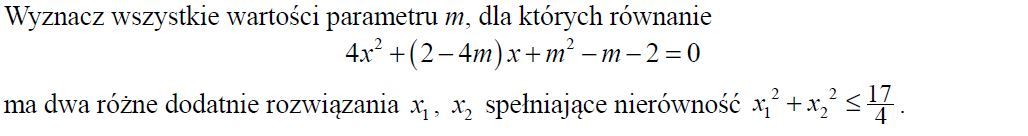 Wyznacz wszystkie wartości parametru m, dla których równanie
4x² + (2 − 4m)x + m² − m − 2 = 0
ma dwa różne dodatnie rozwiązania x₁, x₂ spełniające nierówność x₁² + x₂² ≤ 17/4.